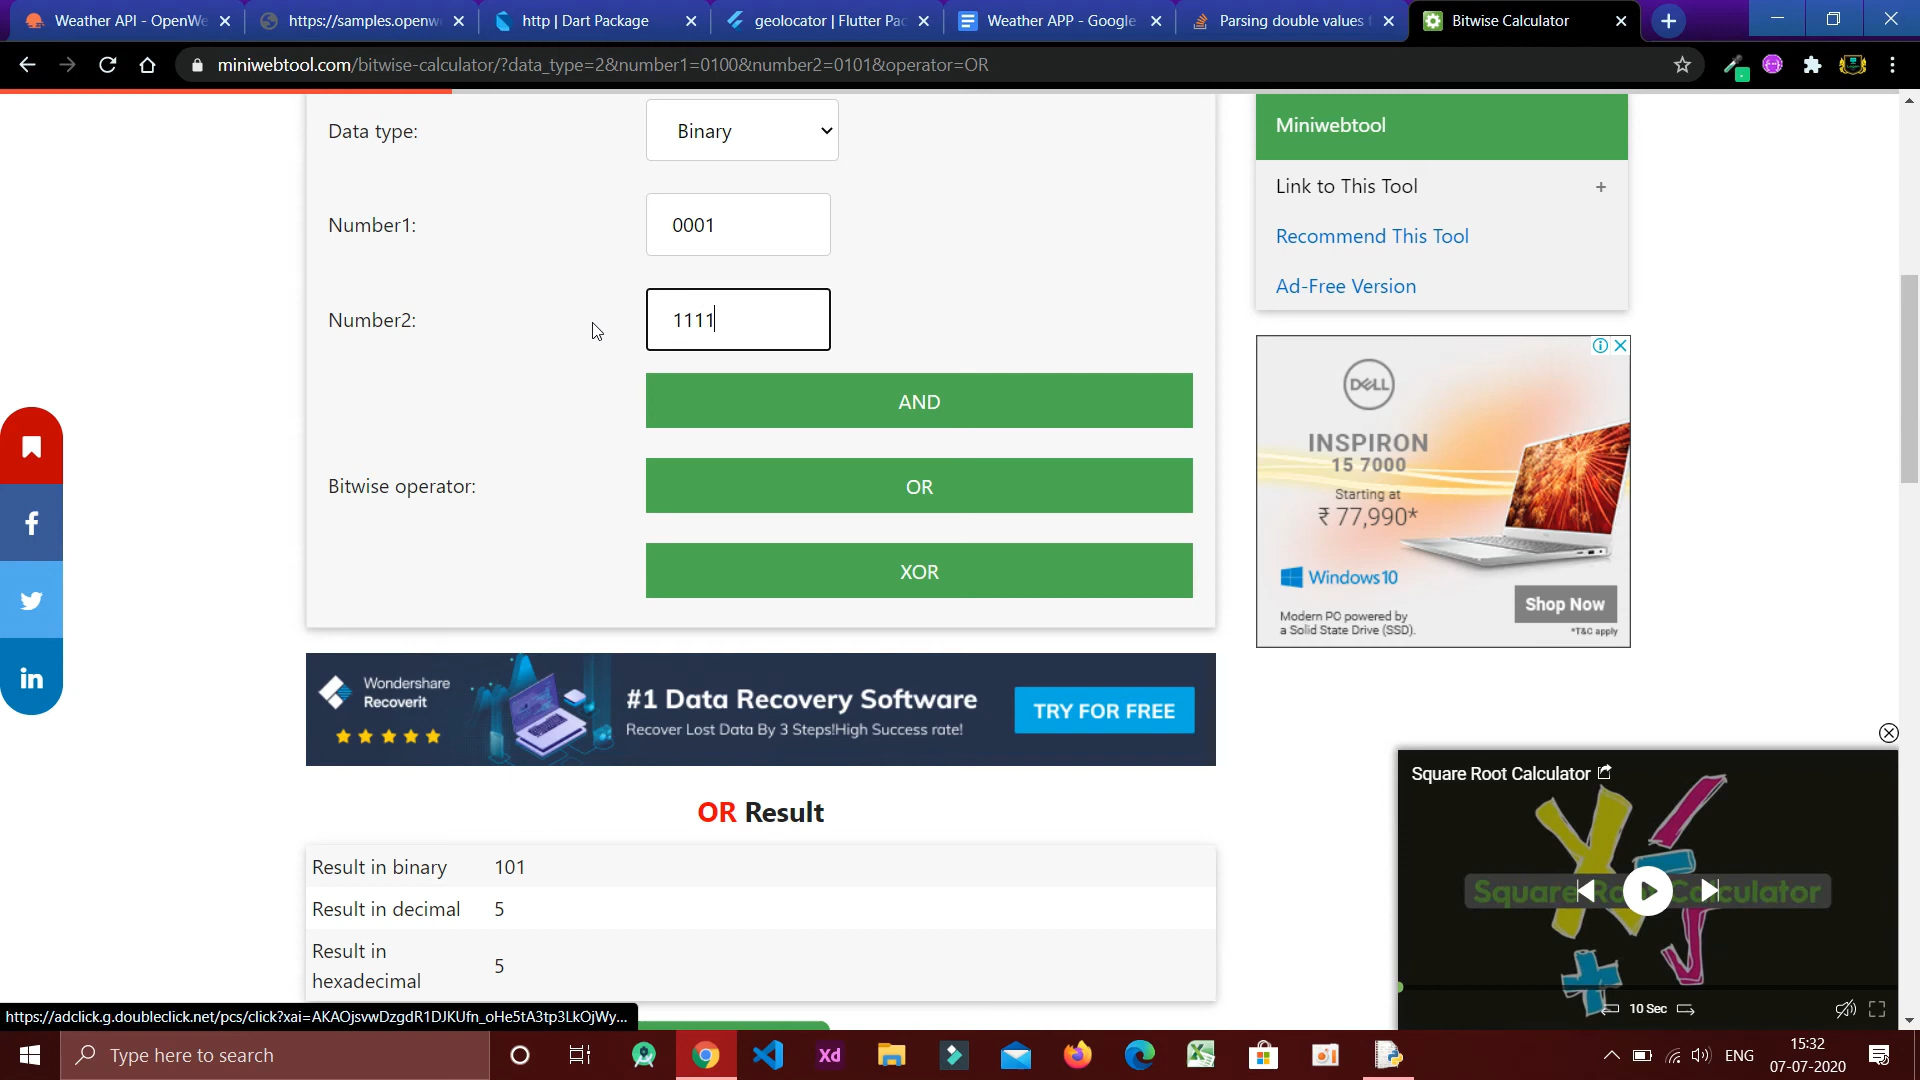 Weather API - OpenWe
https://samples.openwe
http | Dart Package
geolocator | Flutter Pac
Weather APP - Google
Parsing double values f
Bitwise Calculator
miniwebtool.com/bitwise-calculator/?data_type=2&number1=0100&number2=0101&operator=OR
Data type:
Binary
Number1:
0001
Number2:
1111
AND
Bitwise operator:
OR
XOR
Miniwebtool
Link to This Tool +
Recommend This Tool
Ad-Free Version
DELL
INSPIRON
15 7000
Starting at
₹ 77,990*
Windows10
Modern PC powered by
a Solid State Drive (SSD).
Shop Now
*T&C apply
Wondershare
Recoverit
#1 Data Recovery Software
Recover Lost Data By 3 Steps!High Success rate!
TRY FOR FREE
OR Result
Result in binary 101
Result in decimal 5
Result in
hexadecimal
5
Square Root Calculator
Square Root Calculator
10 Sec
https://adclick.g.doubleclick.net/pcs/click?xai=AKAOjsvwDzgdR1DJKUfn_oHe5tA3tp3LkOjWy...
Type here to search
Xd
ENG
15:32
07-07-2020